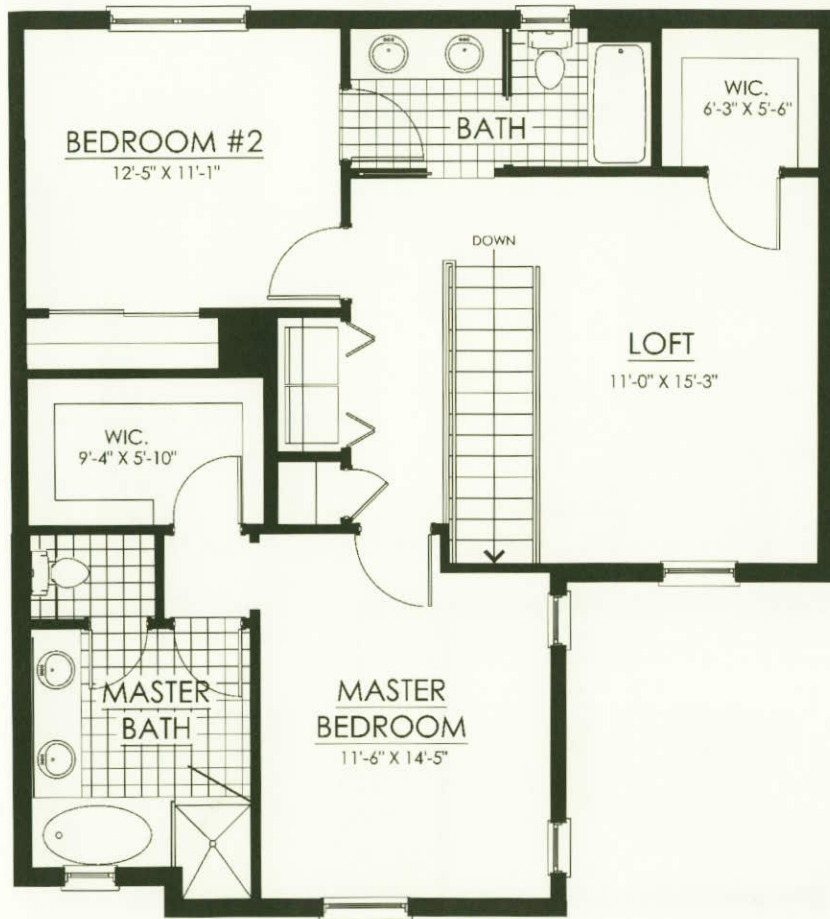 BEDROOM #2
12'-5" X 11'-1"
BATH
WIC.
6'-3" X 5'-6"
DOWN
LOFT
11'-0" X 15'-3"
WIC.
9'-4" X 5'-10"
MASTER
BATH
MASTER
BEDROOM
11'-6" X 14'-5"